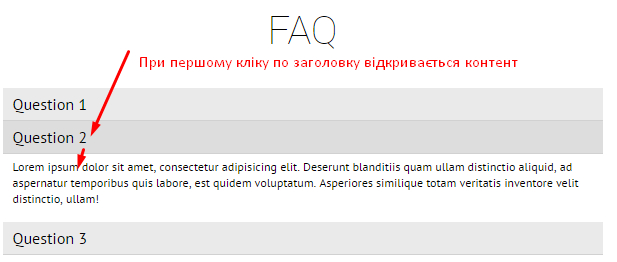 FAQ
При першому кліку по заголовку відкривається контент
Question 1
Question 2
Lorem ipsum dolor sit amet, consectetur adipisicing elit. Deserunt blanditiis quam ullam distinctio aliquid, ad
aspernatur temporibus quis labore, est quidem voluptatum. Asperiores similique totam veritatis inventore velit
distinctio, ullam!
Question 3